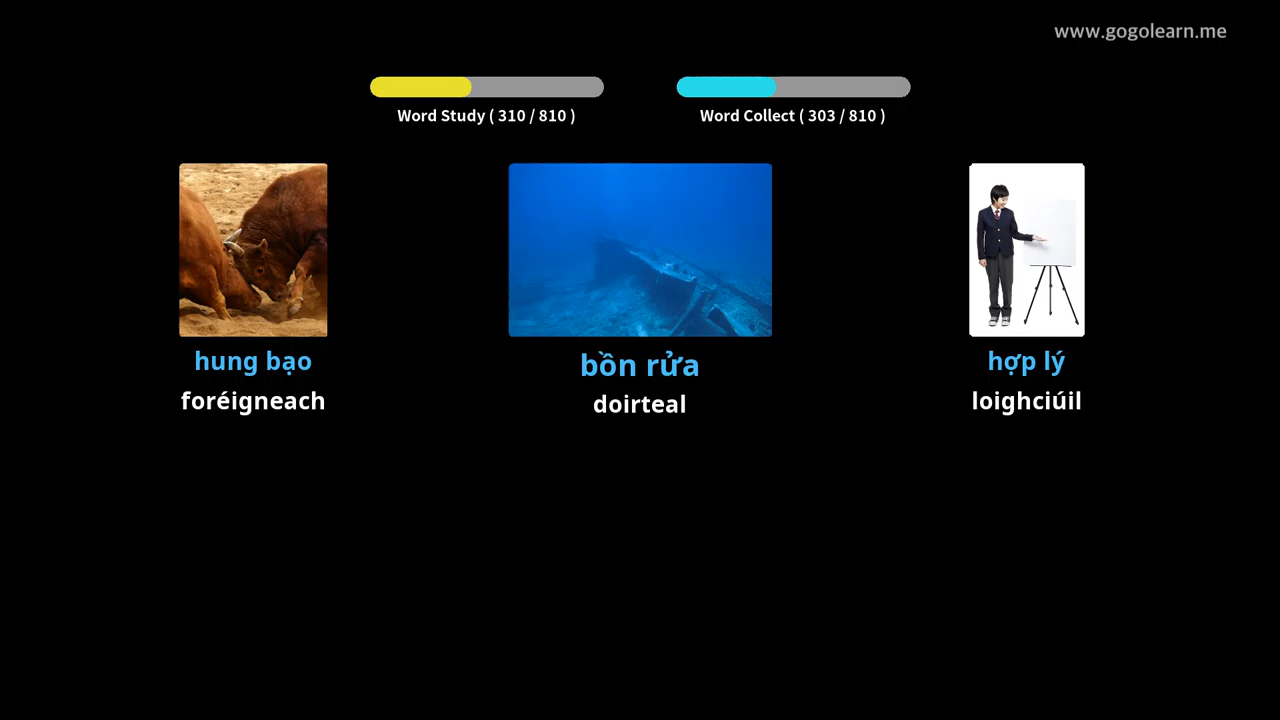 www.gogolearn.me
Word Study ( 310 / 810 )
Word Collect ( 303 / 810 )
hung bạo
foréigneach
bồn rửa
doirteal
hợp lý
loighciúil